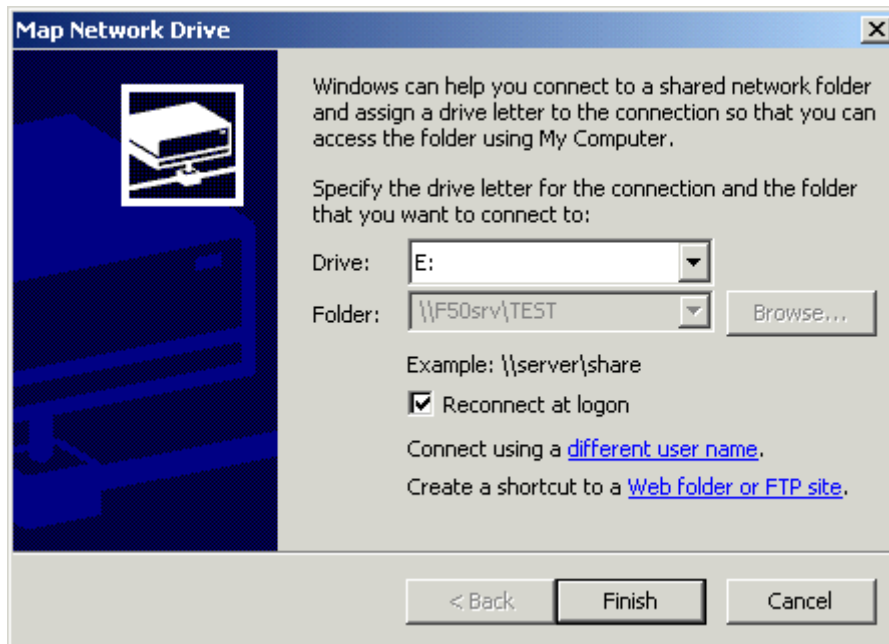 Map Network Drive
Windows can help you connect to a shared network folder
and assign a drive letter to the connection so that you can
access the folder using My Computer.
Specify the drive letter for the connection and the folder
that you want to connect to:
Drive: E:
Folder: \\F50srv\TEST Browse...
Example: \\server\share
Reconnect at logon
Connect using a different user name.
Create a shortcut to a Web folder or FTP site.
< Back Finish Cancel